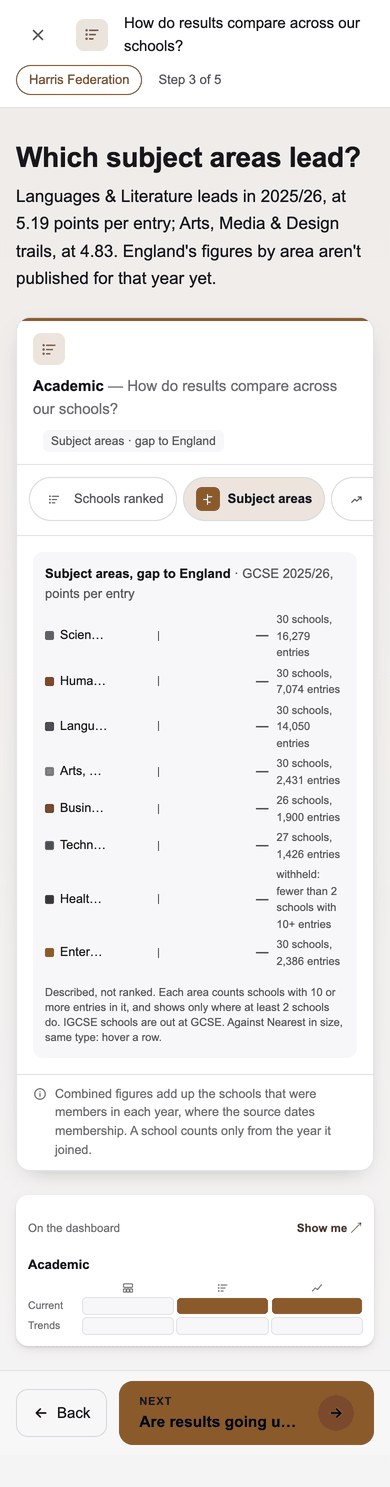 How do results compare across our
schools?
Harris Federation
Step 3 of 5
Which subject areas lead?
Languages & Literature leads in 2025/26, at
5.19 points per entry; Arts, Media & Design
trails, at 4.83. England's figures by area aren't
published for that year yet.
Academic — How do results compare across
our schools?
Subject areas · gap to England
Schools ranked
Subject areas
Subject areas, gap to England · GCSE 2025/26,
points per entry
Scien… — 30 schools,
16,279
entries
Huma… — 30 schools,
7,074 entries
Langu… — 30 schools,
14,050
entries
Arts, … — 30 schools,
2,431 entries
Busin… — 26 schools,
1,900 entries
Techn… — 27 schools,
1,426 entries
Healt… — withheld:
fewer than 2
schools with
10+ entries
Enter… — 30 schools,
2,386 entries
Described, not ranked. Each area counts schools with 10 or
more entries in it, and shows only where at least 2 schools
do. IGCSE schools are out at GCSE. Against Nearest in size,
same type: hover a row.
Combined figures add up the schools that were
members in each year, where the source dates
membership. A school counts only from the year it
joined.
On the dashboard
Show me
Academic
Current
Trends
Back
NEXT
Are results going u…